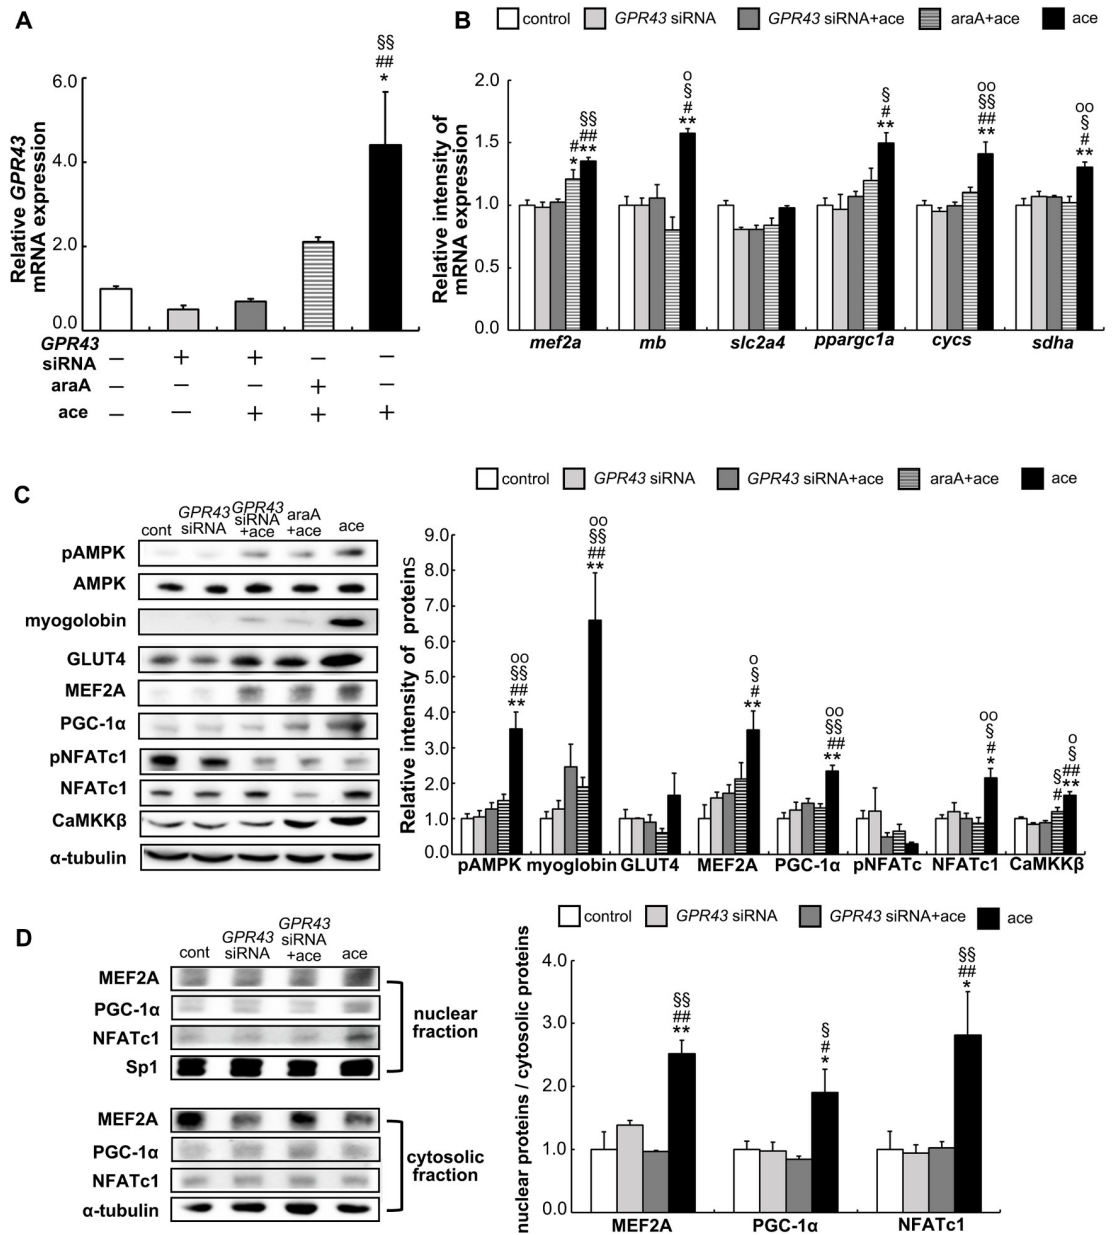 A
§§
##
*
Relative GPR43
mRNA expression
6.0
4.0
2.0
0.0
GPR43
siRNA
− + + − −
araA
− − − + −
ace
− − + + +
B
control GPR43 siRNA GPR43 siRNA+ace araA+ace ace
Relative intensity of
mRNA expression
2.0
1.5
1.0
0.5
0.0
#
*
§§
##
**
o
§
#
**
§
#
**
oo
§§
##
**
oo
§
#
**
mef2a mb slc2a4 ppargc1a cycs sdha
C
cont GPR43 siRNA GPR43 siRNA +ace araA +ace ace
pAMPK
AMPK
myogolobin
GLUT4
MEF2A
PGC-1α
pNFATc1
NFATc1
CaMKKβ
α-tubulin
control GPR43 siRNA GPR43 siRNA+ace araA+ace ace
Relative intensity of proteins
9.0
8.0
7.0
6.0
5.0
4.0
3.0
2.0
1.0
0.0
oo
§§
##
**
oo
§§
##
**
o
§
#
**
oo
§§
##
**
oo
§
#
*
§
#
o
§
##
**
pAMPK myoglobin GLUT4 MEF2A PGC-1α pNFATc NFATc1 CaMKKβ
D
cont GPR43 siRNA GPR43 siRNA +ace ace
MEF2A
PGC-1α
NFATc1
Sp1
nuclear
fraction
MEF2A
PGC-1α
NFATc1
α-tubulin
cytosolic
fraction
control GPR43 siRNA GPR43 siRNA+ace ace
nuclear proteins / cytosolic proteins
4.0
3.0
2.0
1.0
0.0
§§
##
**
§
#
*
§§
##
*
MEF2A PGC-1α NFATc1